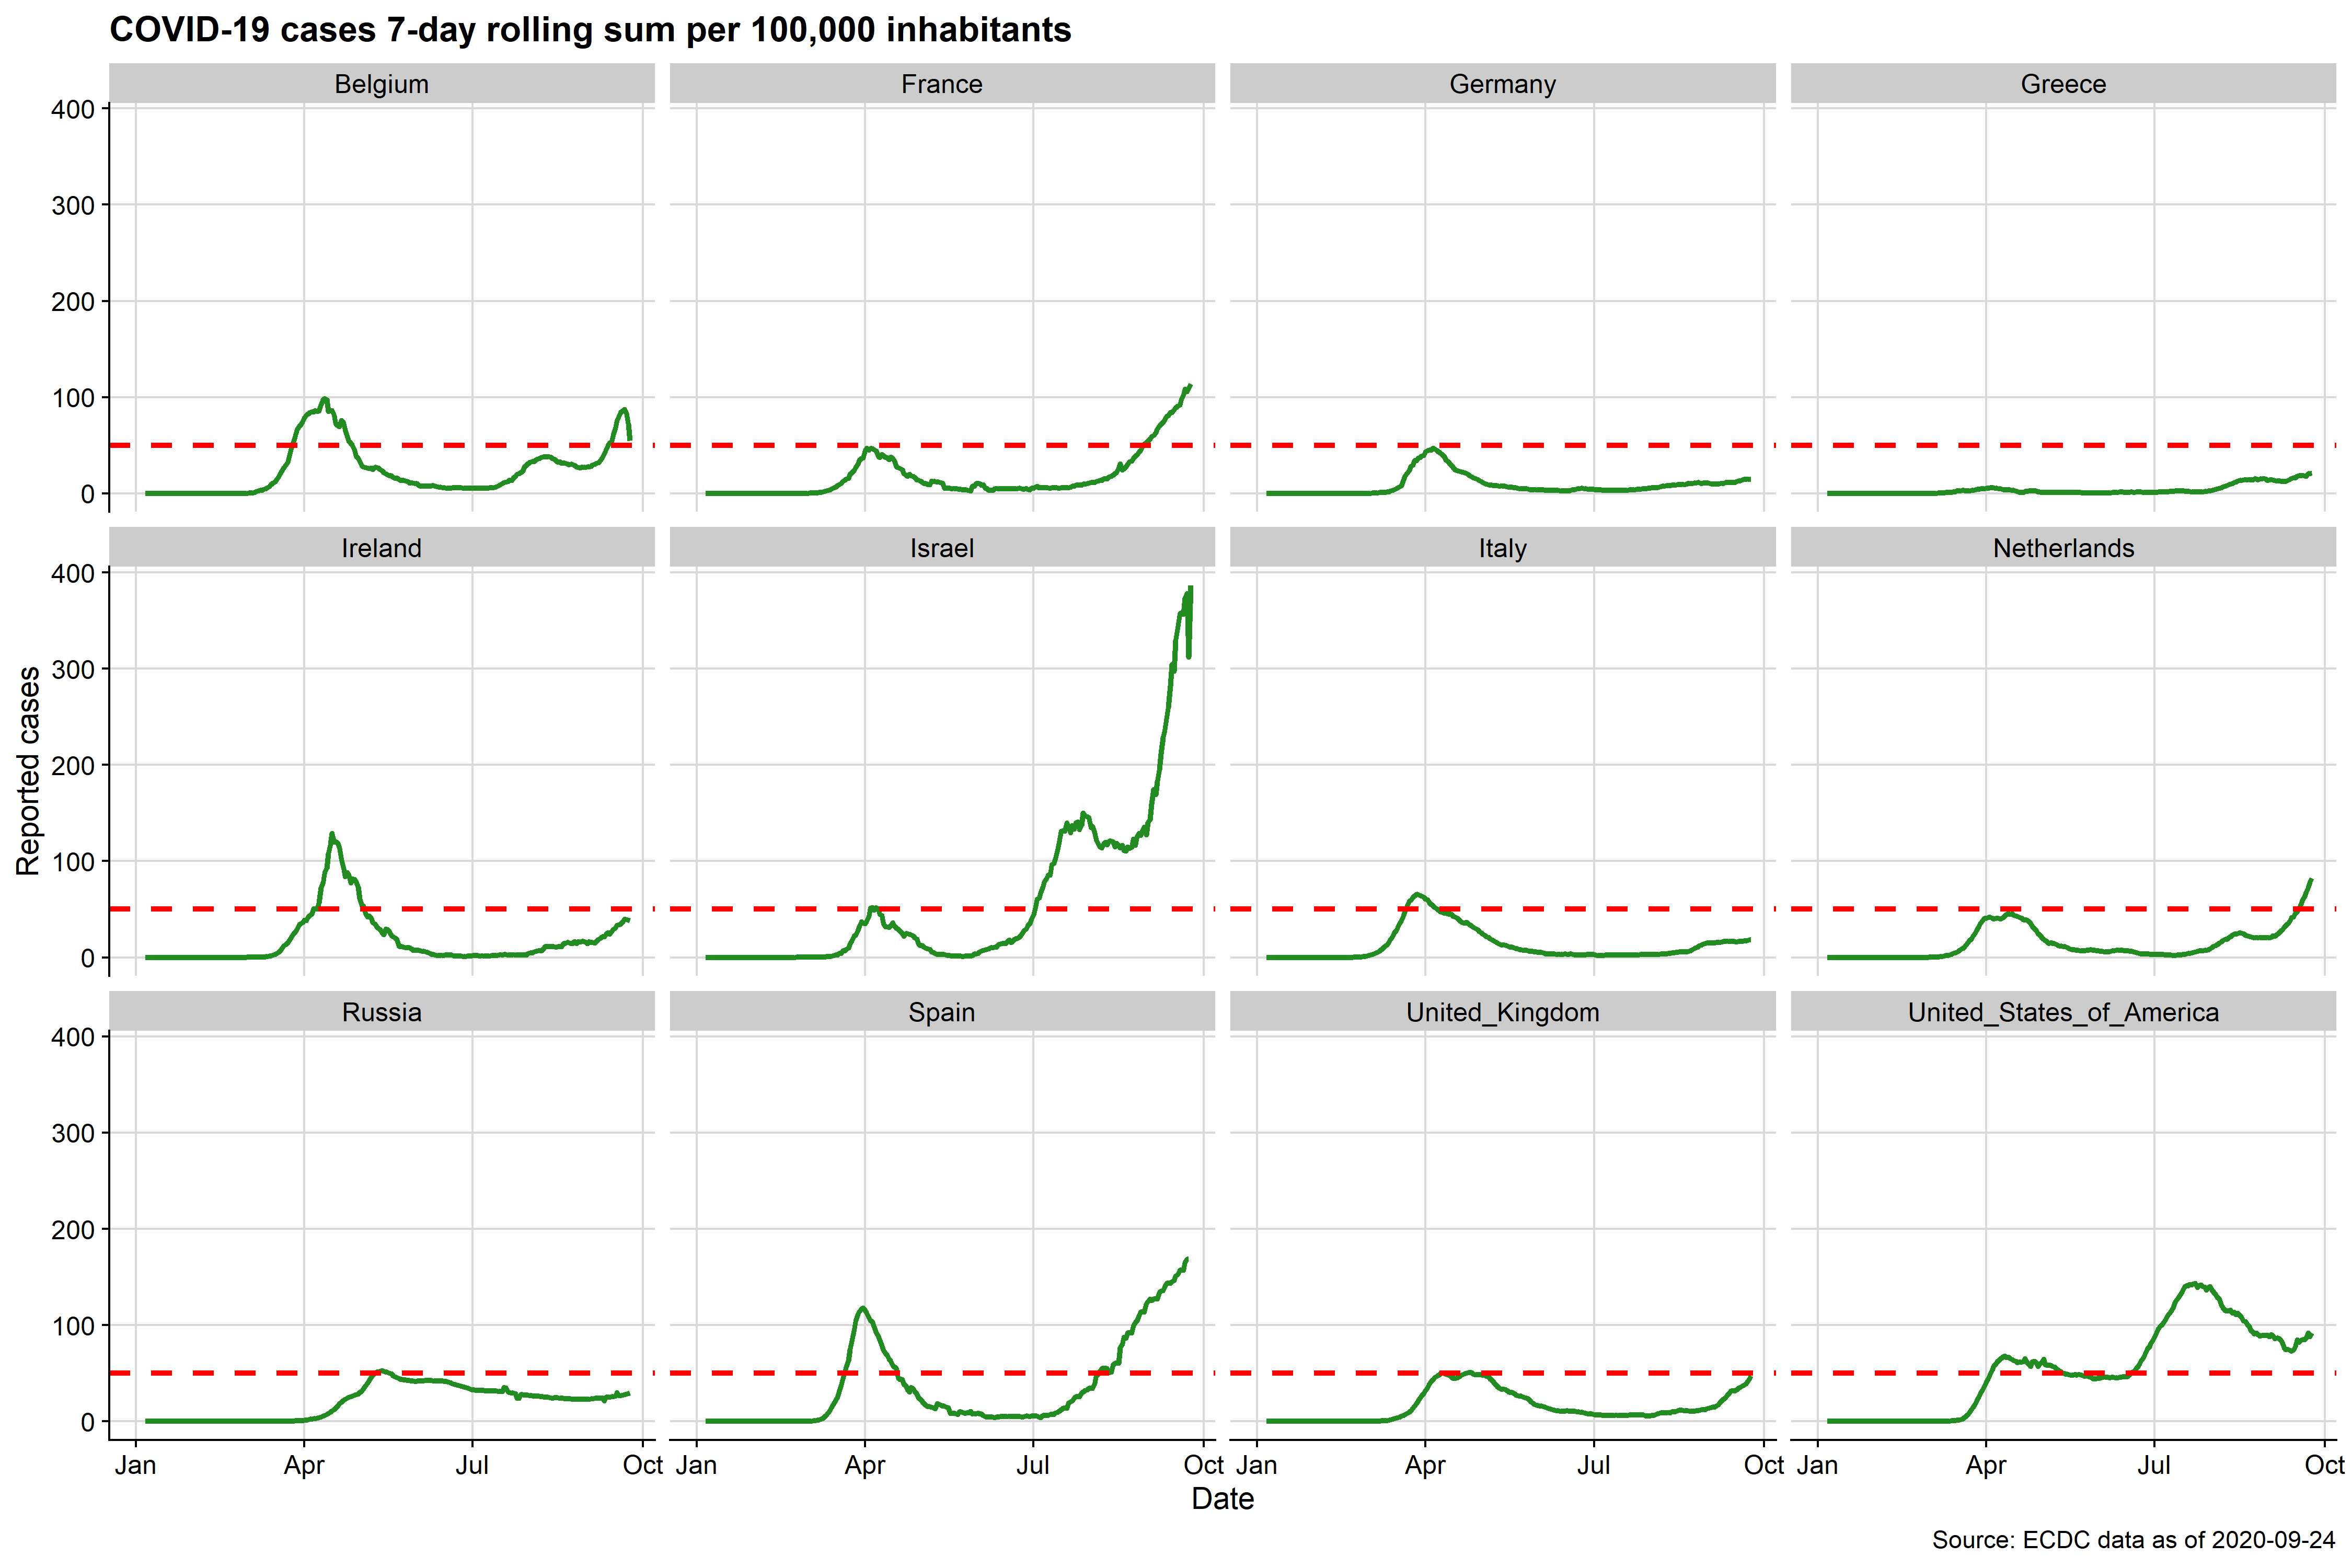 COVID-19 cases 7-day rolling sum per 100,000 inhabitants
Belgium France Germany Greece
400
300
200
100
0
Ireland Israel Italy Netherlands
400
300
200
100
0
Reported cases
Russia Spain United_Kingdom United_States_of_America
400
300
200
100
0
Jan Apr Jul Oct Jan Apr Jul Oct Jan Apr Jul Oct Jan Apr Jul Oct
Date
Source: ECDC data as of 2020-09-24